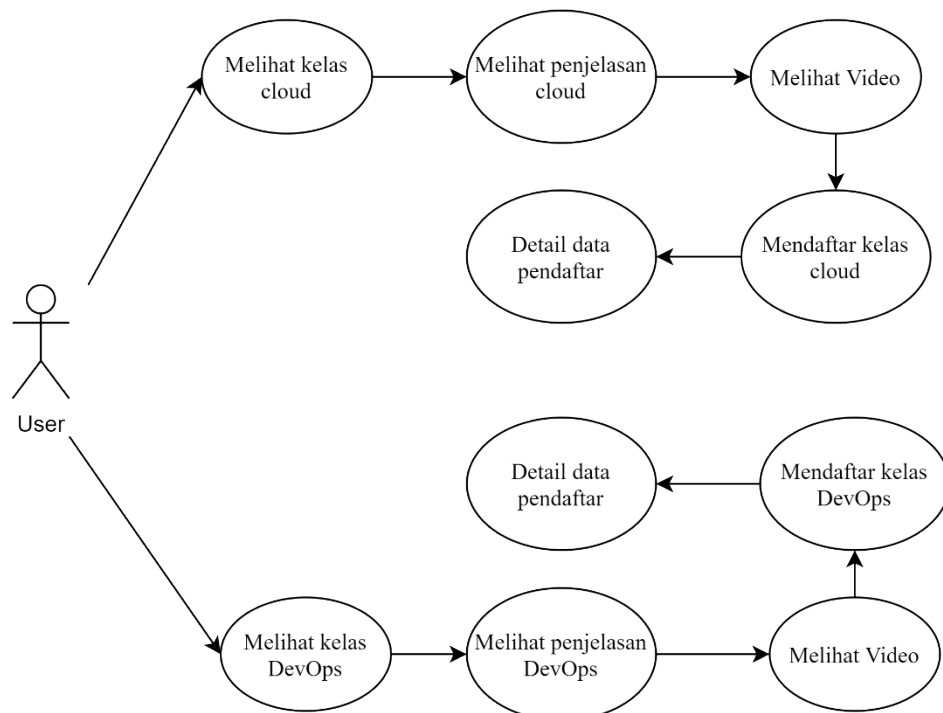 Melihat kelas
cloud
Melihat penjelasan
cloud
Melihat Video
Detail data
pendaftar
Mendaftar kelas
cloud
User
Detail data
pendaftar
Mendaftar kelas
DevOps
Melihat kelas
DevOps
Melihat penjelasan
DevOps
Melihat Video